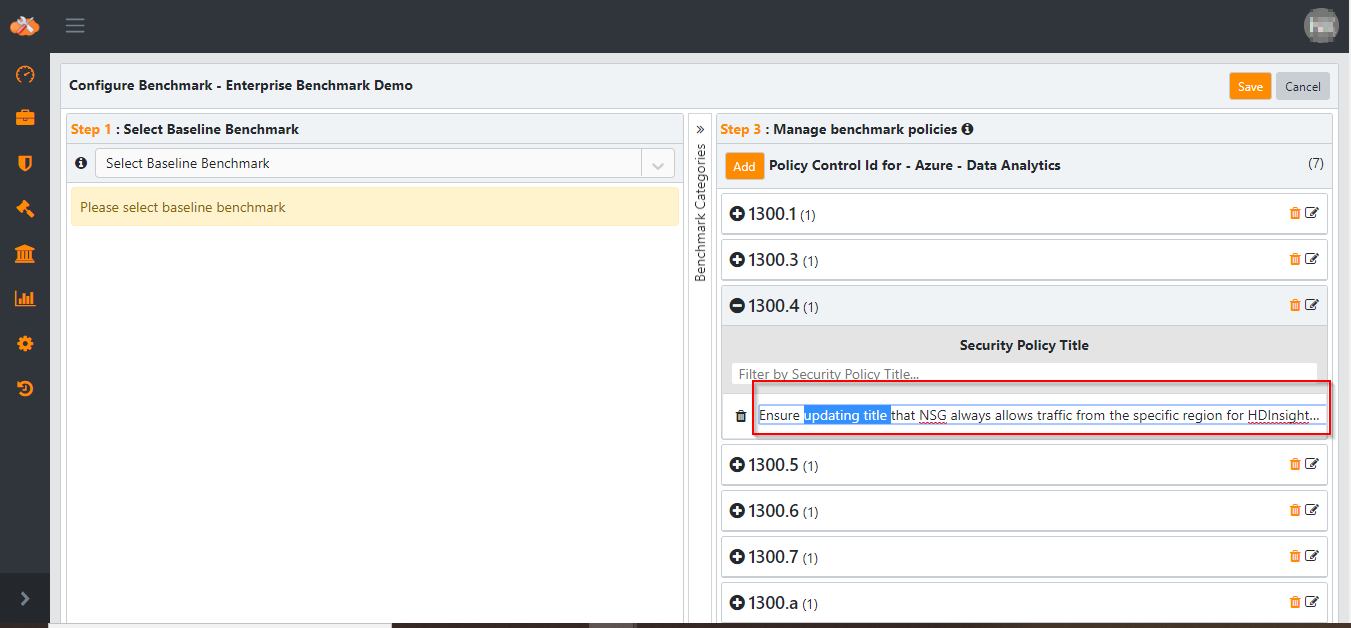 Configure Benchmark - Enterprise Benchmark Demo
Save
Cancel
Step 1 : Select Baseline Benchmark
Select Baseline Benchmark
Please select baseline benchmark
Benchmark Categories
Step 3 : Manage benchmark policies
Add
Policy Control Id for - Azure - Data Analytics
(7)
1300.1 (1)
1300.3 (1)
1300.4 (1)
Security Policy Title
Filter by Security Policy Title...
Ensure updating title that NSG always allows traffic from the specific region for HDInsight...
1300.5 (1)
1300.6 (1)
1300.7 (1)
1300.a (1)